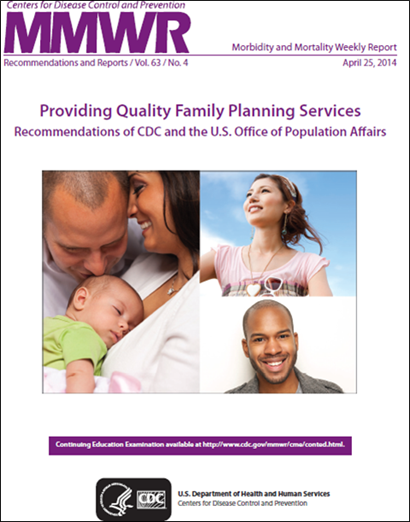 Centers for Disease Control and Prevention
MMWR
Morbidity and Mortality Weekly Report
Recommendations and Reports / Vol. 63 / No. 4
April 25, 2014
Providing Quality Family Planning Services
Recommendations of CDC and the U.S. Office of Population Affairs
Continuing Education Examination available at http://www.cdc.gov/mmwr/cme/conted.html.
CDC
U.S. Department of Health and Human Services
Centers for Disease Control and Prevention